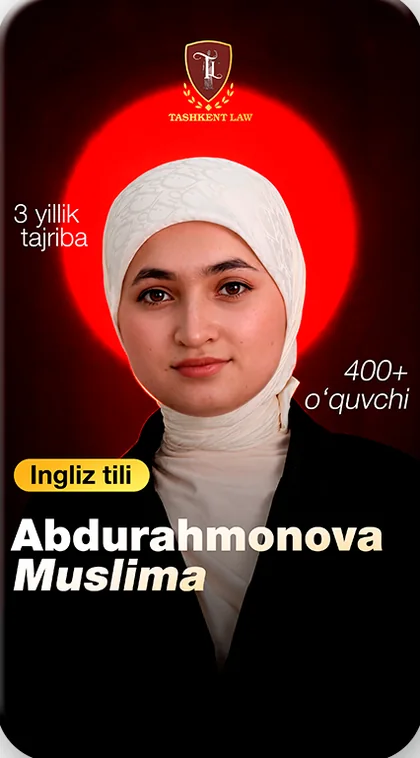 TASHKENT LAW
3 yillik
tajriba
400+
o‘quvchi
Ingliz tili
Abdurahmonova
Muslima